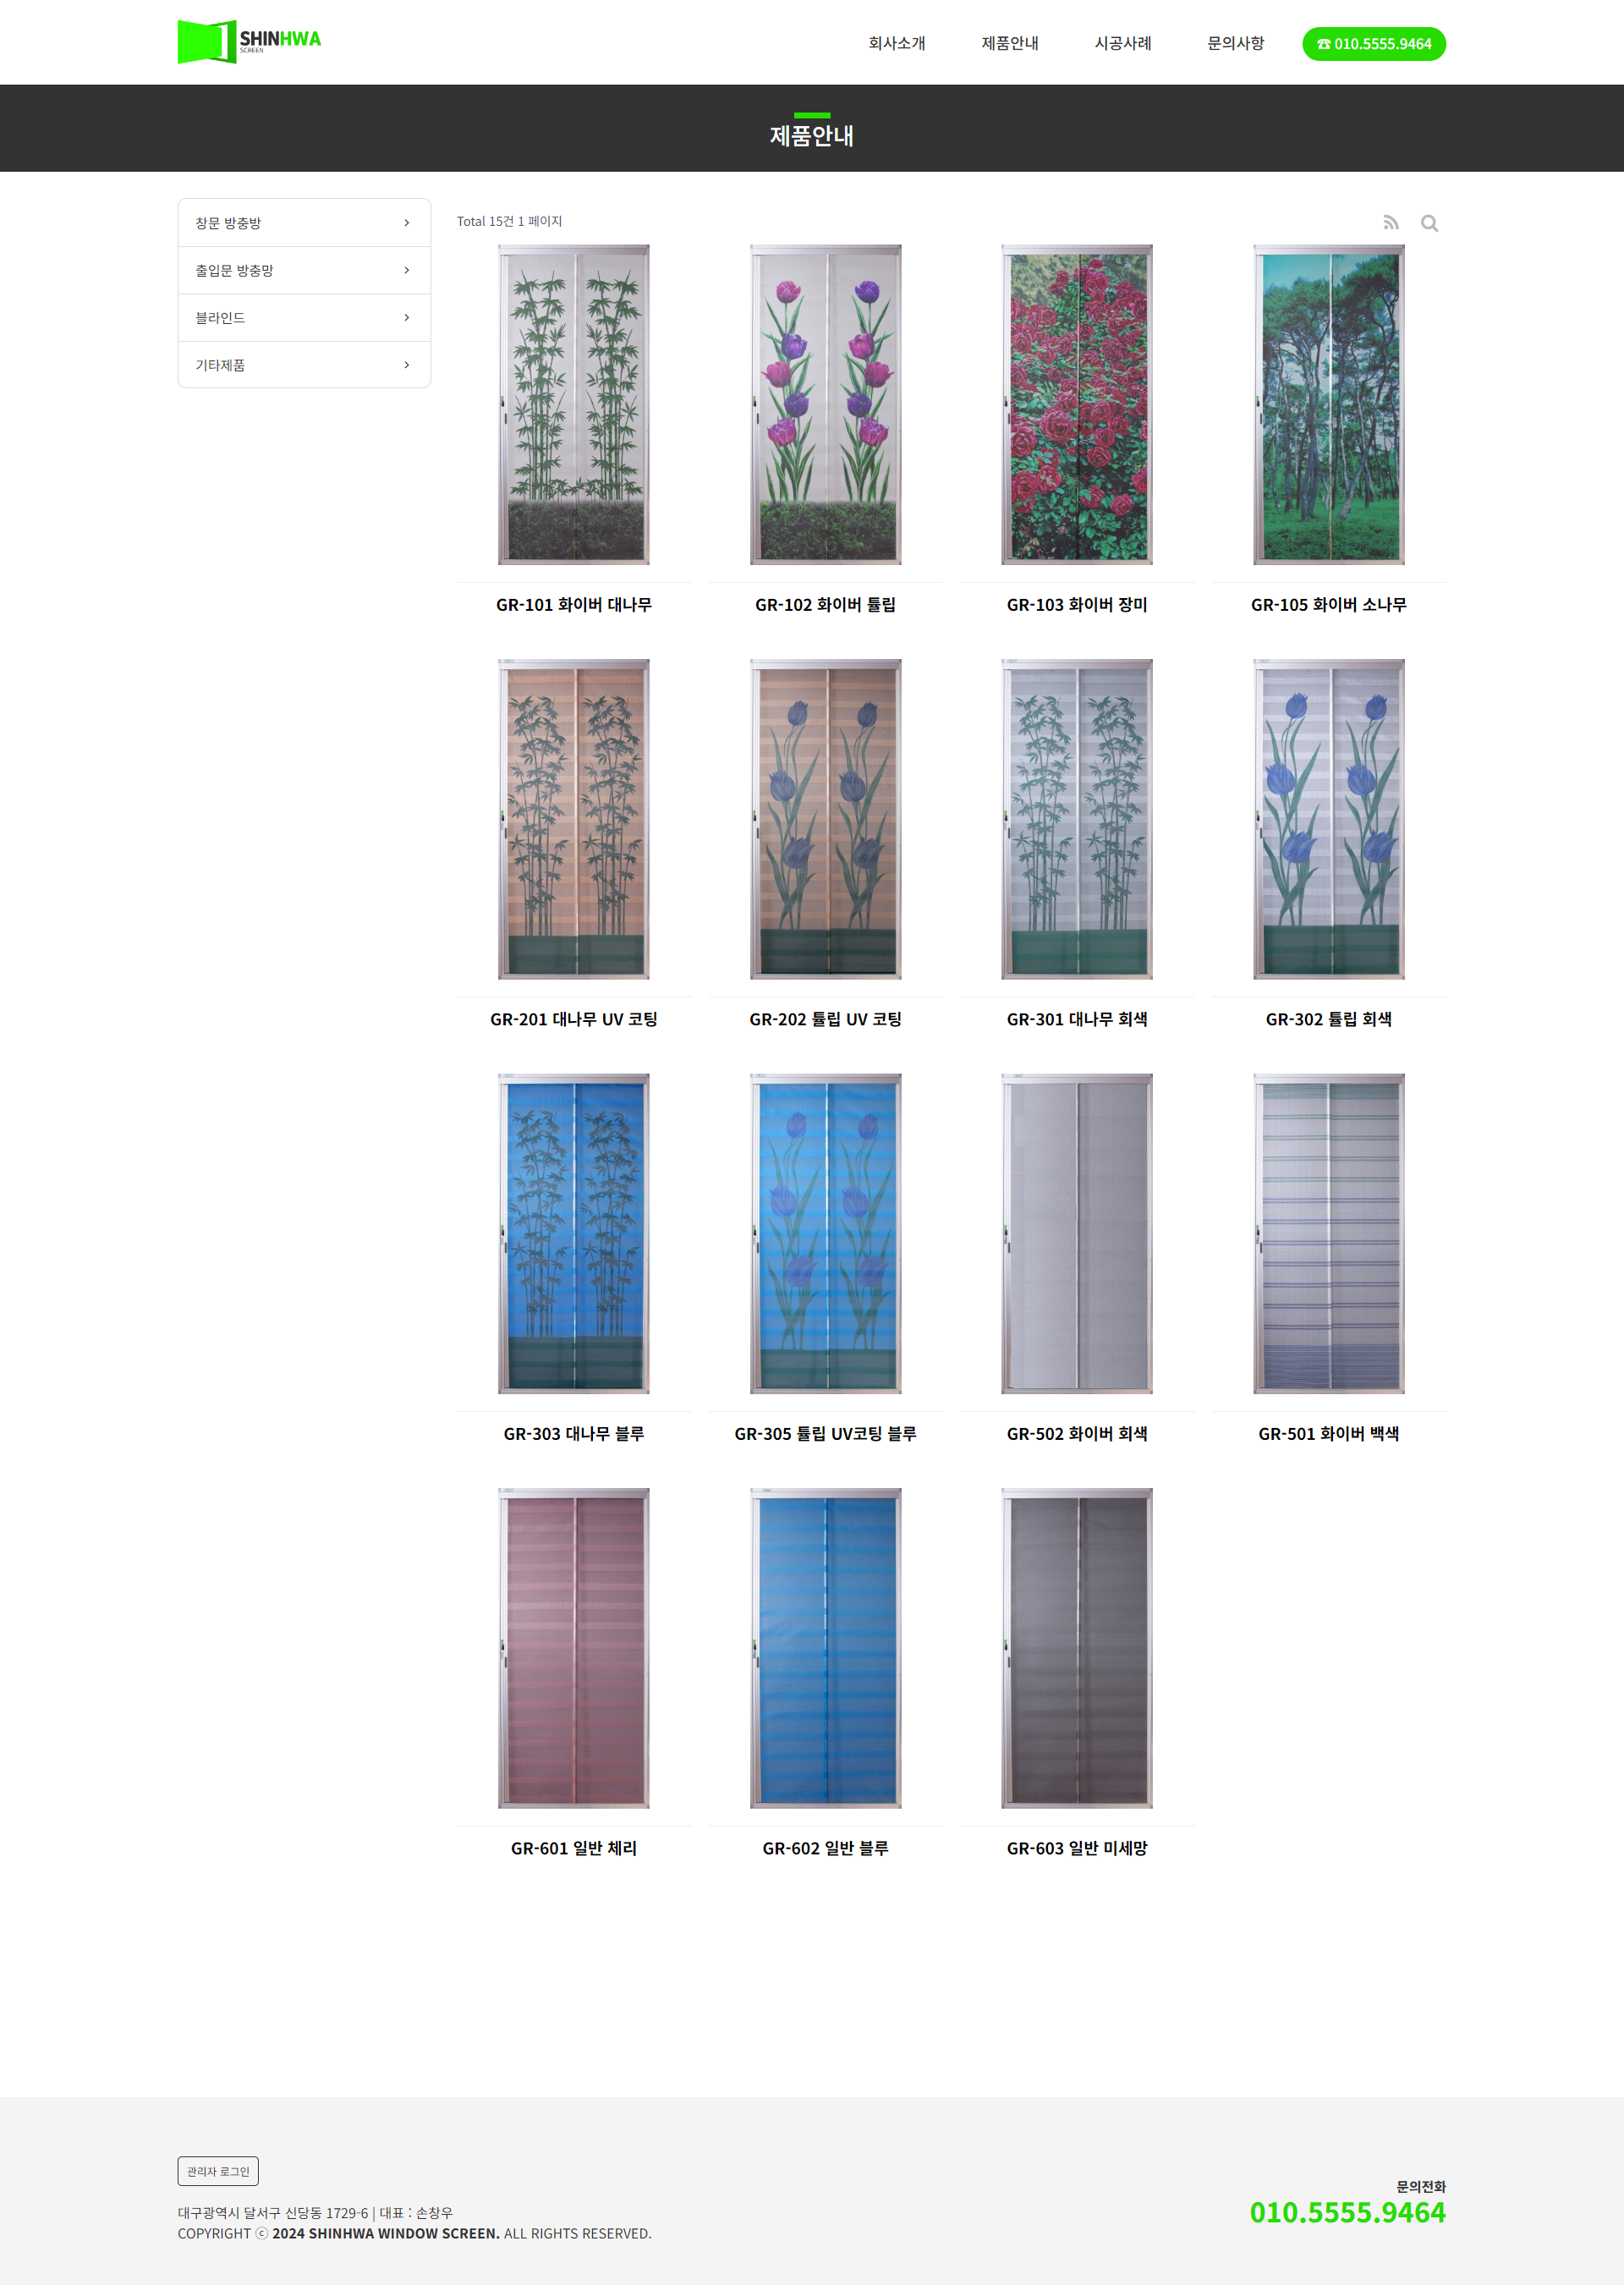 SHINHWA
SCREEN
회사소개
제품안내
시공사례
문의사항
☎ 010.5555.9464
제품안내
창문 방충방
출입문 방충망
블라인드
기타제품
Total 15건 1 페이지
GR-101 화이버 대나무
GR-102 화이버 튤립
GR-103 화이버 장미
GR-105 화이버 소나무
GR-201 대나무 UV 코팅
GR-202 튤립 UV 코팅
GR-301 대나무 회색
GR-302 튤립 회색
GR-303 대나무 블루
GR-305 튤립 UV코팅 블루
GR-502 화이버 회색
GR-501 화이버 백색
GR-601 일반 체리
GR-602 일반 블루
GR-603 일반 미세망
관리자 로그인
대구광역시 달서구 신당동 1729-6 | 대표 : 손창우
COPYRIGHT ⓒ 2024 SHINHWA WINDOW SCREEN. ALL RIGHTS RESERVED.
문의전화
010.5555.9464